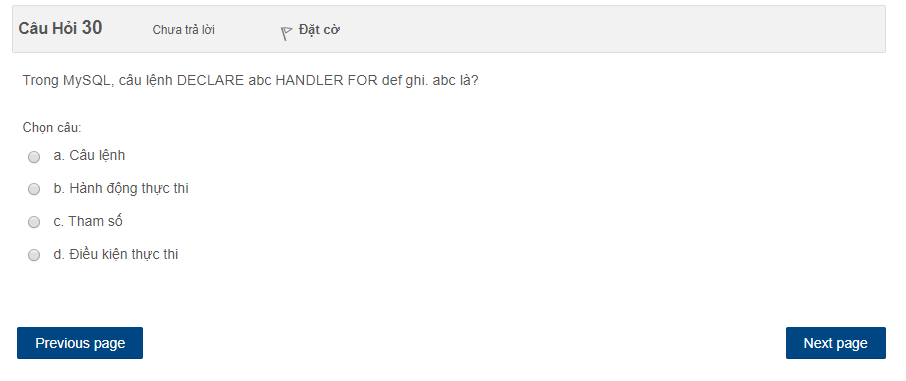 Câu Hỏi 30 Chưa trả lời Đặt cờ
Trong MySQL, câu lệnh DECLARE abc HANDLER FOR def ghi. abc là?
Chọn câu:
a. Câu lệnh
b. Hành động thực thi
c. Tham số
d. Điều kiện thực thi
Previous page Next page